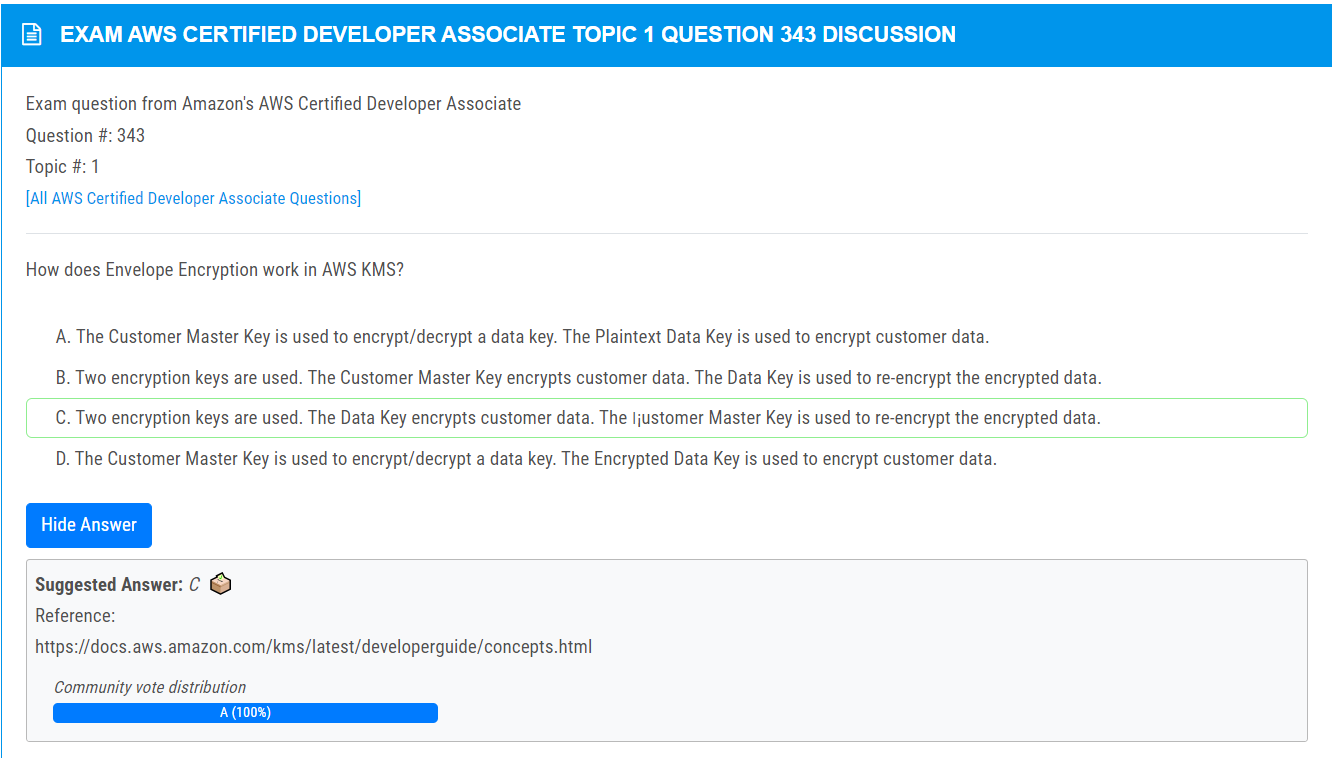 EXAM AWS CERTIFIED DEVELOPER ASSOCIATE TOPIC 1 QUESTION 343 DISCUSSION
Exam question from Amazon's AWS Certified Developer Associate
Question #: 343
Topic #: 1
[All AWS Certified Developer Associate Questions]
How does Envelope Encryption work in AWS KMS?
A. The Customer Master Key is used to encrypt/decrypt a data key. The Plaintext Data Key is used to encrypt customer data.
B. Two encryption keys are used. The Customer Master Key encrypts customer data. The Data Key is used to re-encrypt the encrypted data.
C. Two encryption keys are used. The Data Key encrypts customer data. The ן¡ustomer Master Key is used to re-encrypt the encrypted data.
D. The Customer Master Key is used to encrypt/decrypt a data key. The Encrypted Data Key is used to encrypt customer data.
Hide Answer
Suggested Answer: C
Reference:
https://docs.aws.amazon.com/kms/latest/developerguide/concepts.html
Community vote distribution
A (100%)